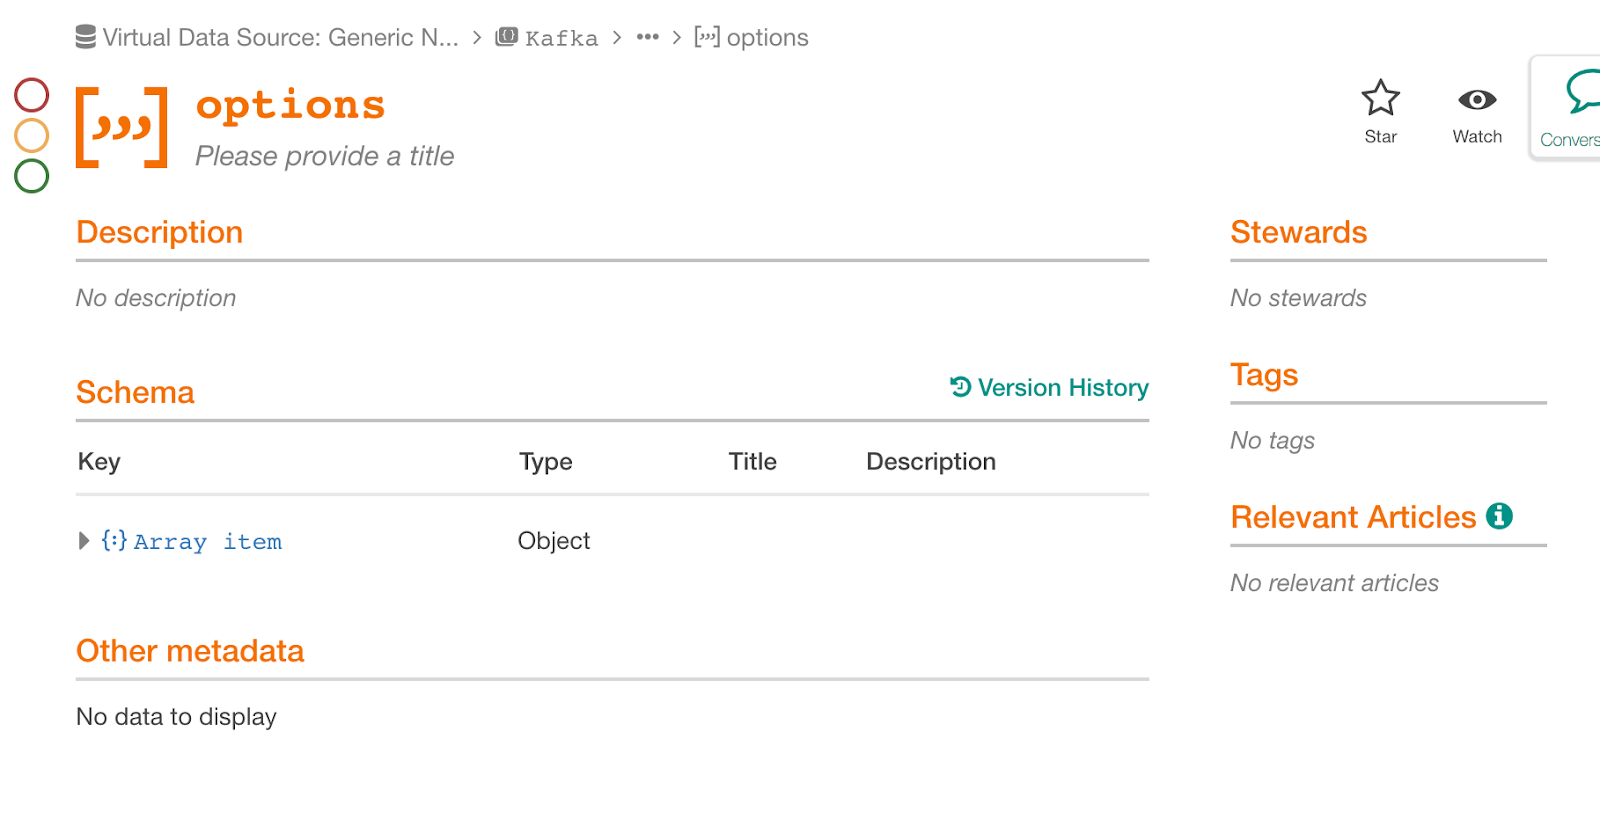 Virtual Data Source: Generic N... > Kafka > ••• > options
options
Please provide a title
Star
Watch
Convers
Description
No description
Schema
Version History
Key Type Title Description
Array item Object
Other metadata
No data to display
Stewards
No stewards
Tags
No tags
Relevant Articles
No relevant articles